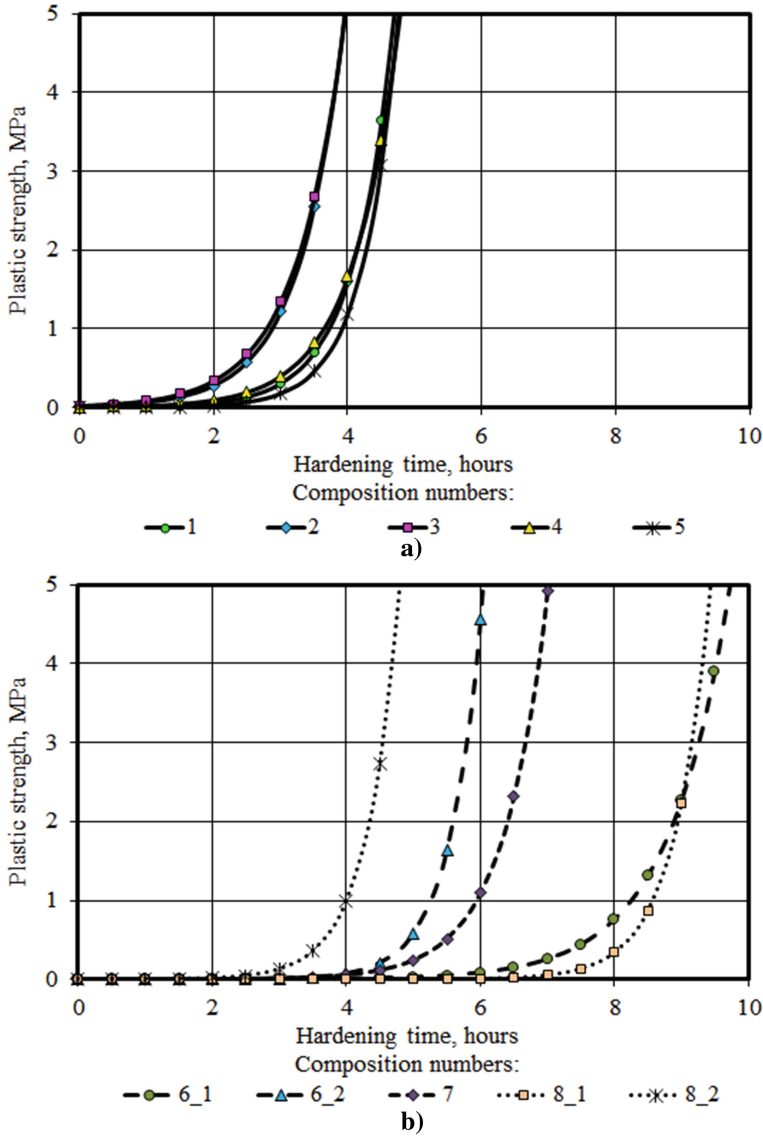 5
4
3
2
1
0
Plastic strength, MPa
0 2 4 6 8 10
Hardening time, hours
Composition numbers:
1 2 3 4 5
a)
5
4
3
2
1
0
Plastic strength, MPa
0 2 4 6 8 10
Hardening time, hours
Composition numbers:
6_1 6_2 7 8_1 8_2
b)